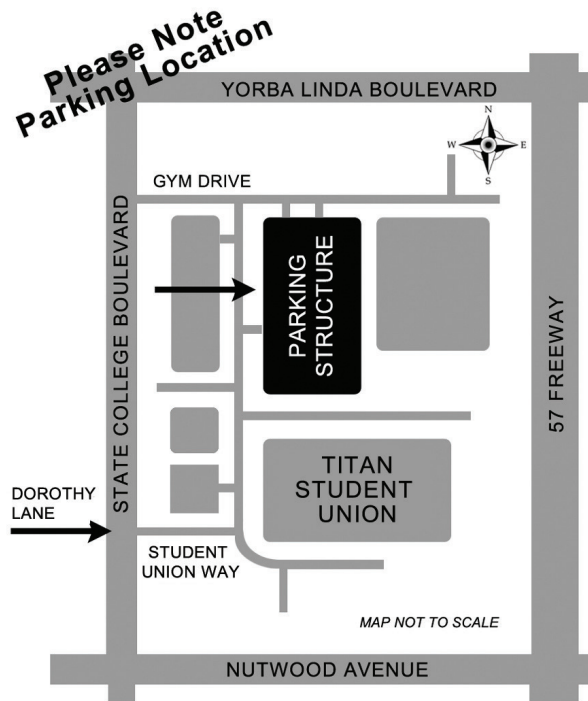 Please Note
Parking Location
YORBA LINDA BOULEVARD
N
W
E
S
GYM DRIVE
STATE COLLEGE BOULEVARD
PARKING
STRUCTURE
57 FREEWAY
TITAN
STUDENT
UNION
DOROTHY
LANE
STUDENT
UNION WAY
MAP NOT TO SCALE
NUTWOOD AVENUE